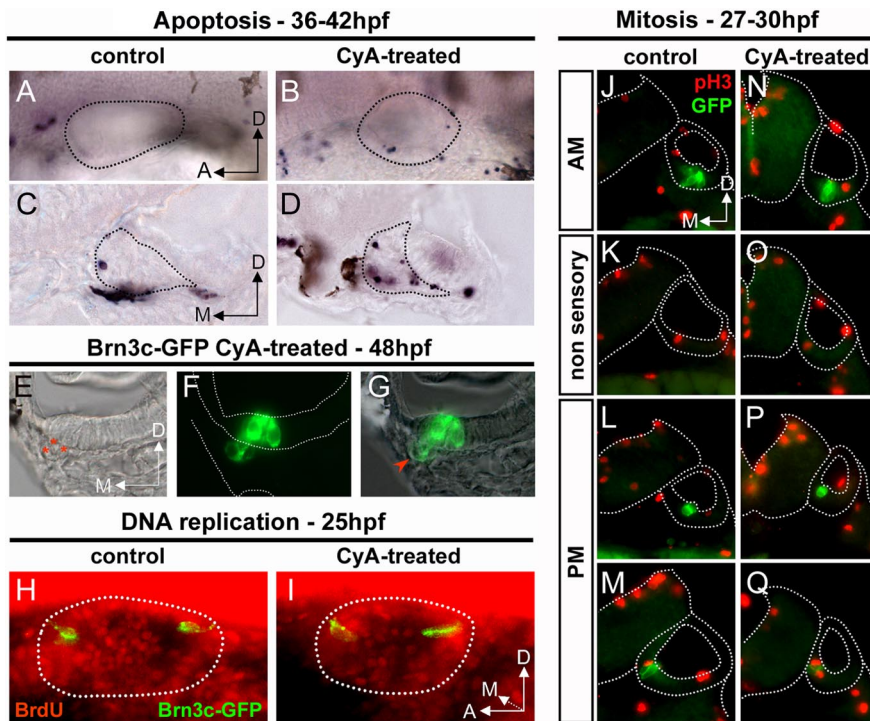 Apoptosis - 36-42hpf
control CyA-treated
A B
D
A
C D
D
M
Brn3c-GFP CyA-treated - 48hpf
E F G
* * *
D
M
DNA replication - 25hpf
control CyA-treated
H I
BrdU Brn3c-GFP
D
M
A
Mitosis - 27-30hpf
control CyA-treated
AM
J pH3 N
GFP
D
M
non sensory
K O
PM
L P
M Q